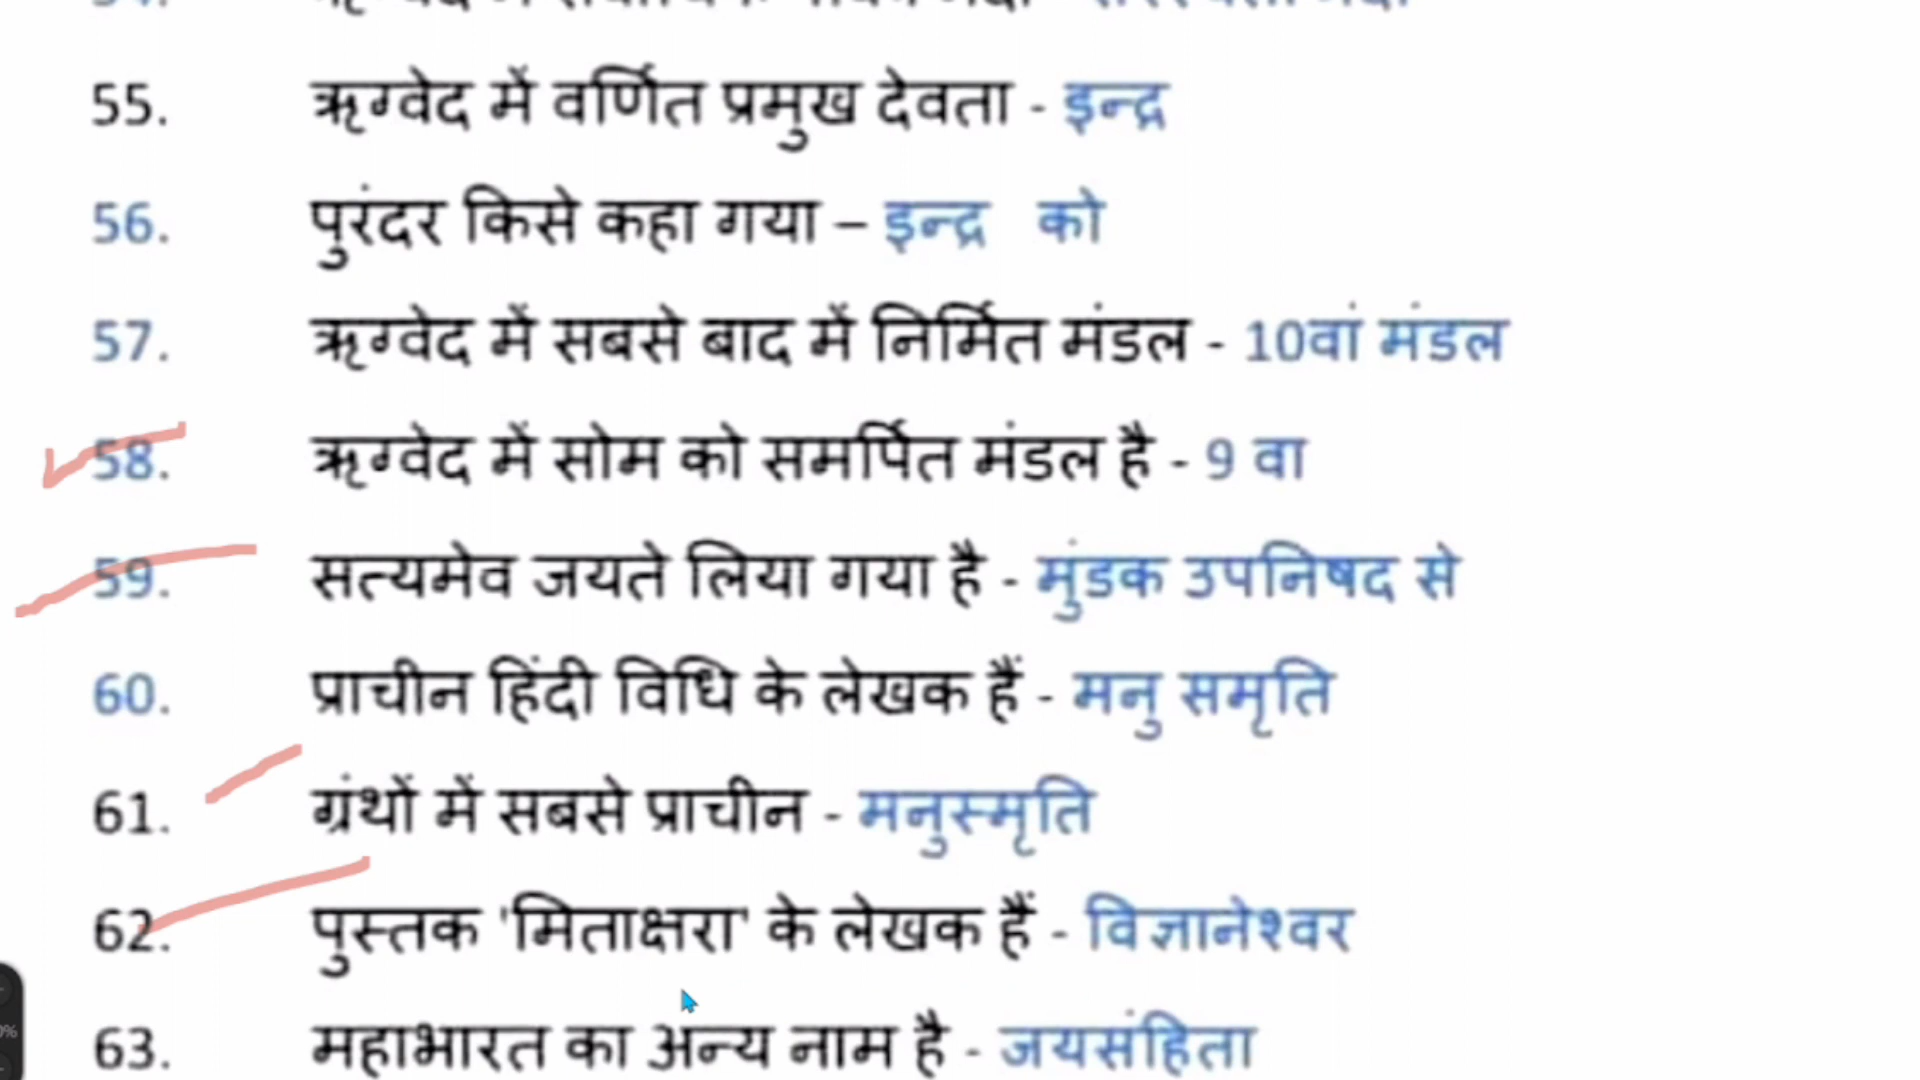 55. ऋग्वेद में वर्णित प्रमुख देवता - इन्द्र
56. पुरंदर किसे कहा गया – इन्द्र को
57. ऋग्वेद में सबसे बाद में निर्मित मंडल - 10वां मंडल
58. ऋग्वेद में सोम को समर्पित मंडल है - 9 वा
59. सत्यमेव जयते लिया गया है - मुंडक उपनिषद से
60. प्राचीन हिंदी विधि के लेखक हैं - मनु समृति
61. ग्रंथों में सबसे प्राचीन - मनुस्मृति
62. पुस्तक 'मिताक्षरा' के लेखक हैं - विज्ञानेश्वर
63. महाभारत का अन्य नाम है - जयसंहिता